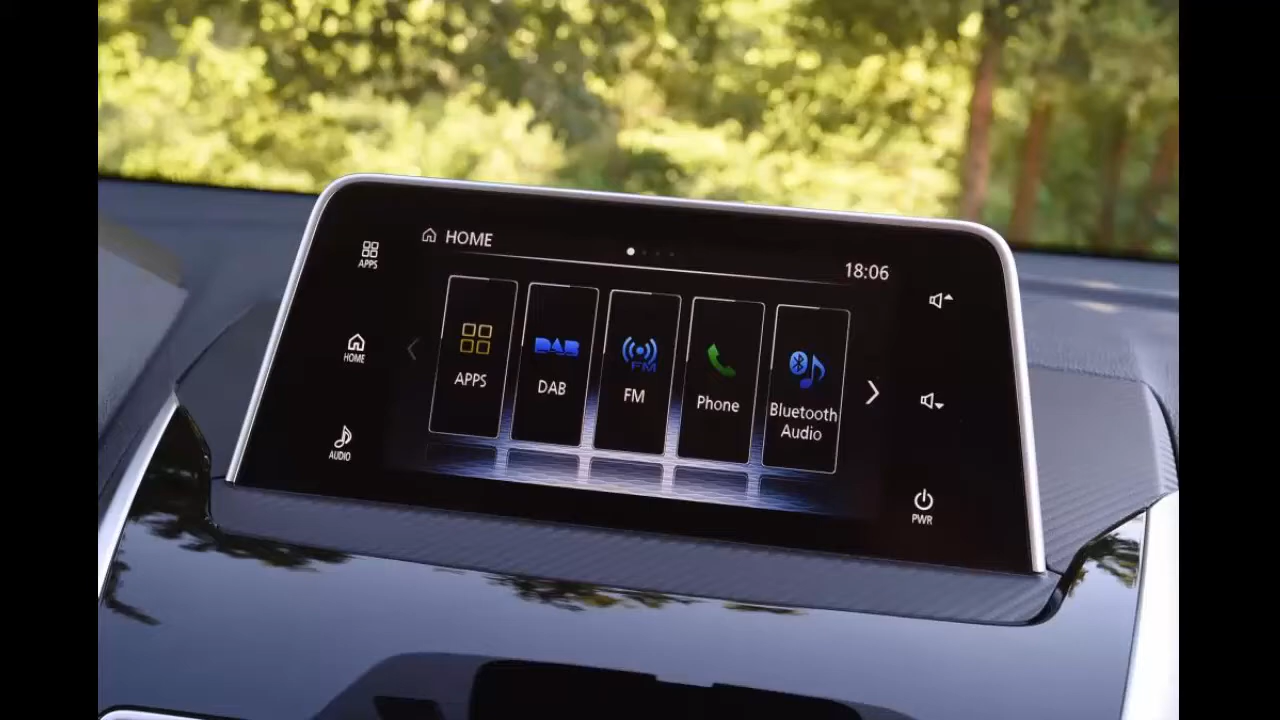 HOME
18:06
APPS
HOME
AUDIO
APPS
DAB
DAB
FM
FM
Phone
Bluetooth
Audio
PWR